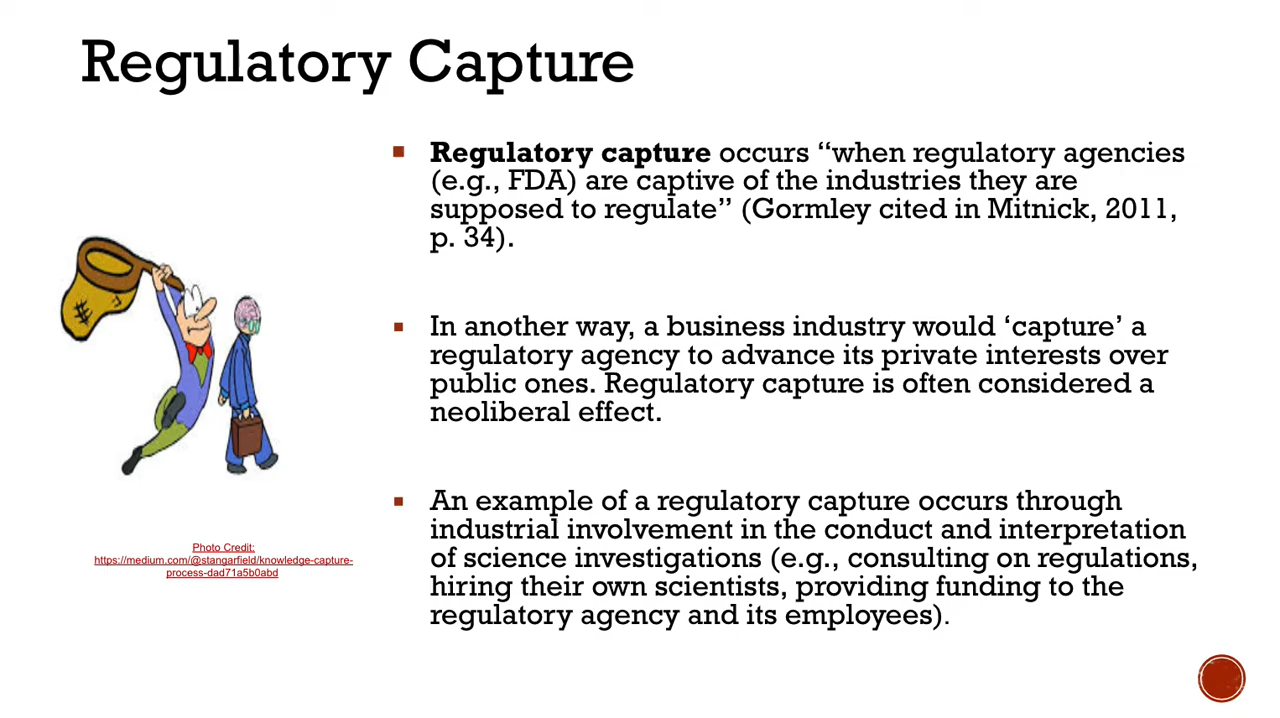 Regulatory Capture
Regulatory capture occurs “when regulatory agencies
(e.g., FDA) are captive of the industries they are
supposed to regulate” (Gormley cited in Mitnick, 2011,
p. 34).
In another way, a business industry would ‘capture’ a
regulatory agency to advance its private interests over
public ones. Regulatory capture is often considered a
neoliberal effect.
An example of a regulatory capture occurs through
industrial involvement in the conduct and interpretation
of science investigations (e.g., consulting on regulations,
hiring their own scientists, providing funding to the
regulatory agency and its employees).
Photo Credit:
https://medium.com/@stangarfield/knowledge-capture-
process-dad71a5b0abd